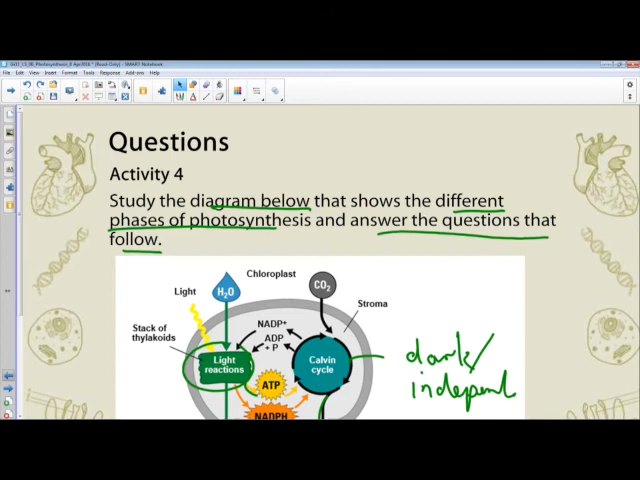 File Edit View Insert Format Tools Response Add-ons Help
Questions
Activity 4
Study the diagram below that shows the different
phases of photosynthesis and answer the questions that
follow.
Chloroplast
H₂O
CO₂
Light
Stroma
Stack of
thylakoids
NADP+
ADP
+ P
Light
reactions
Calvin
cycle
ATP
NADPH
dark/
independent